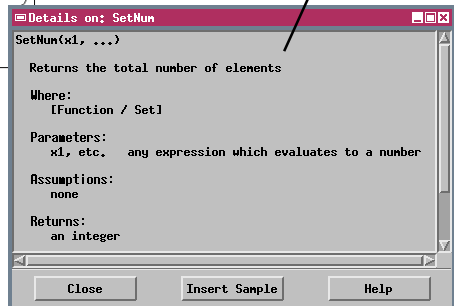 Details on: SetNum
SetNum(x1, ...)
Returns the total number of elements
Where:
[Function / Set]
Parameters:
x1, etc.   any expression which evaluates to a number
Assumptions:
none
Returns:
an integer
Close   Insert Sample   Help